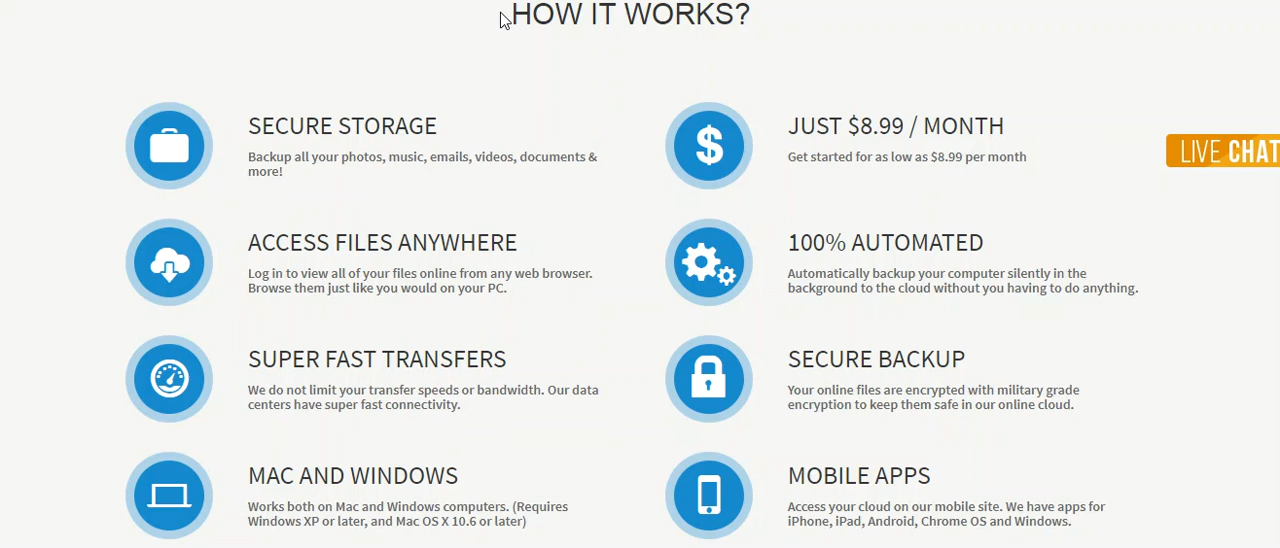 HOW IT WORKS?
SECURE STORAGE
Backup all your photos, music, emails, videos, documents &
more!
JUST $8.99 / MONTH
Get started for as low as $8.99 per month
LIVE CHAT
ACCESS FILES ANYWHERE
Log in to view all of your files online from any web browser.
Browse them just like you would on your PC.
100% AUTOMATED
Automatically backup your computer silently in the
background to the cloud without you having to do anything.
SUPER FAST TRANSFERS
We do not limit your transfer speeds or bandwidth. Our data
centers have super fast connectivity.
SECURE BACKUP
Your online files are encrypted with military grade
encryption to keep them safe in our online cloud.
MAC AND WINDOWS
Works both on Mac and Windows computers. (Requires
Windows XP or later, and Mac OS X 10.6 or later)
MOBILE APPS
Access your cloud on our mobile site. We have apps for
iPhone, iPad, Android, Chrome OS and Windows.